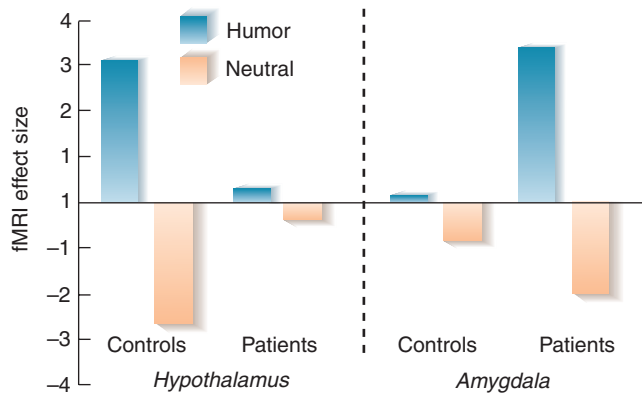 4
3
2
1
1
–1
–2
–3
–4
fMRI effect size
Humor
Neutral
Controls
Patients
Controls
Patients
Hypothalamus
Amygdala